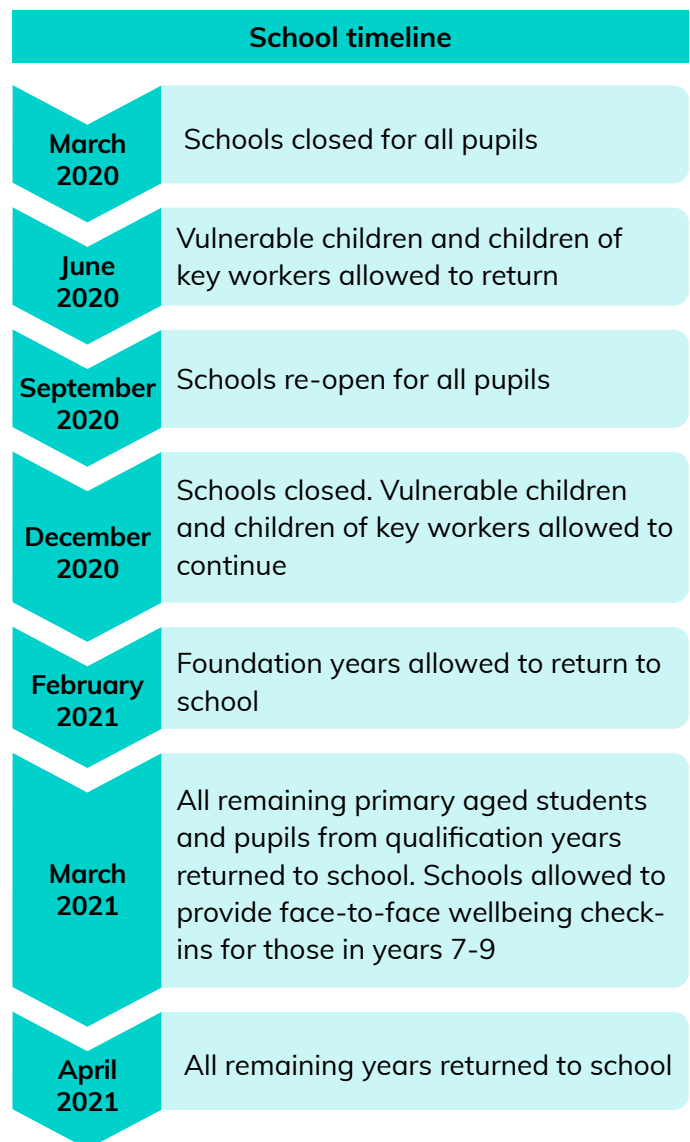 School timeline
March
2020
Schools closed for all pupils
June
2020
Vulnerable children and children of
key workers allowed to return
September
2020
Schools re-open for all pupils
December
2020
Schools closed. Vulnerable children
and children of key workers allowed to
continue
February
2021
Foundation years allowed to return to
school
March
2021
All remaining primary aged students
and pupils from qualification years
returned to school. Schools allowed to
provide face-to-face wellbeing check-
ins for those in years 7-9
April
2021
All remaining years returned to school